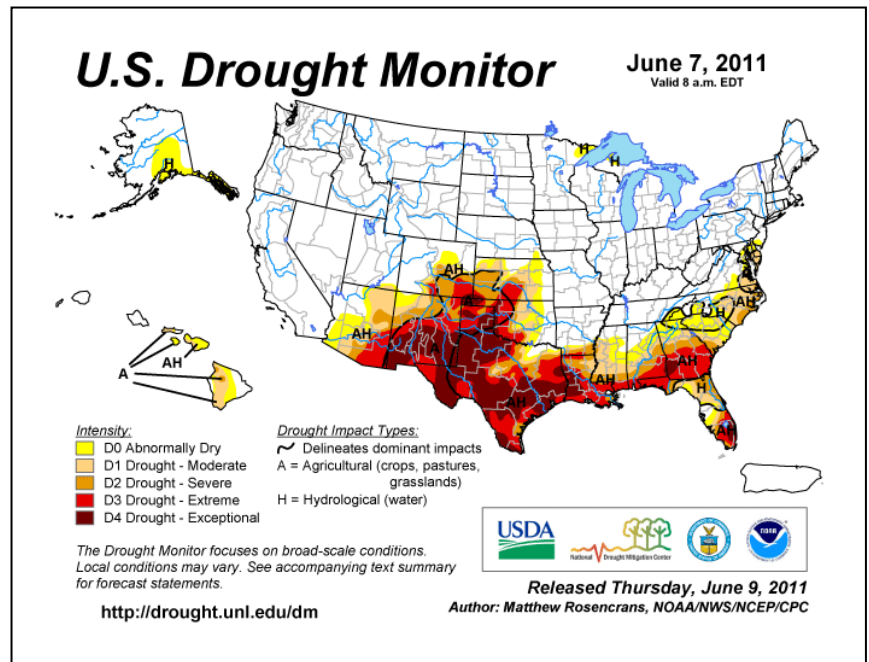 U.S. Drought Monitor
June 7, 2011
Valid 8 a.m. EDT
H
H
H
AH
A
AH
AH
H
AH
AH
AH
H
AH
AH
A
AH
Intensity:
D0 Abnormally Dry
D1 Drought - Moderate
D2 Drought - Severe
D3 Drought - Extreme
D4 Drought - Exceptional
Drought Impact Types:
Delineates dominant impacts
A = Agricultural (crops, pastures,
grasslands)
H = Hydrological (water)
USDA
National Drought Mitigation Center
NOAA
The Drought Monitor focuses on broad-scale conditions.
Local conditions may vary. See accompanying text summary
for forecast statements.
http://drought.unl.edu/dm
Released Thursday, June 9, 2011
Author: Matthew Rosencrans, NOAA/NWS/NCEP/CPC